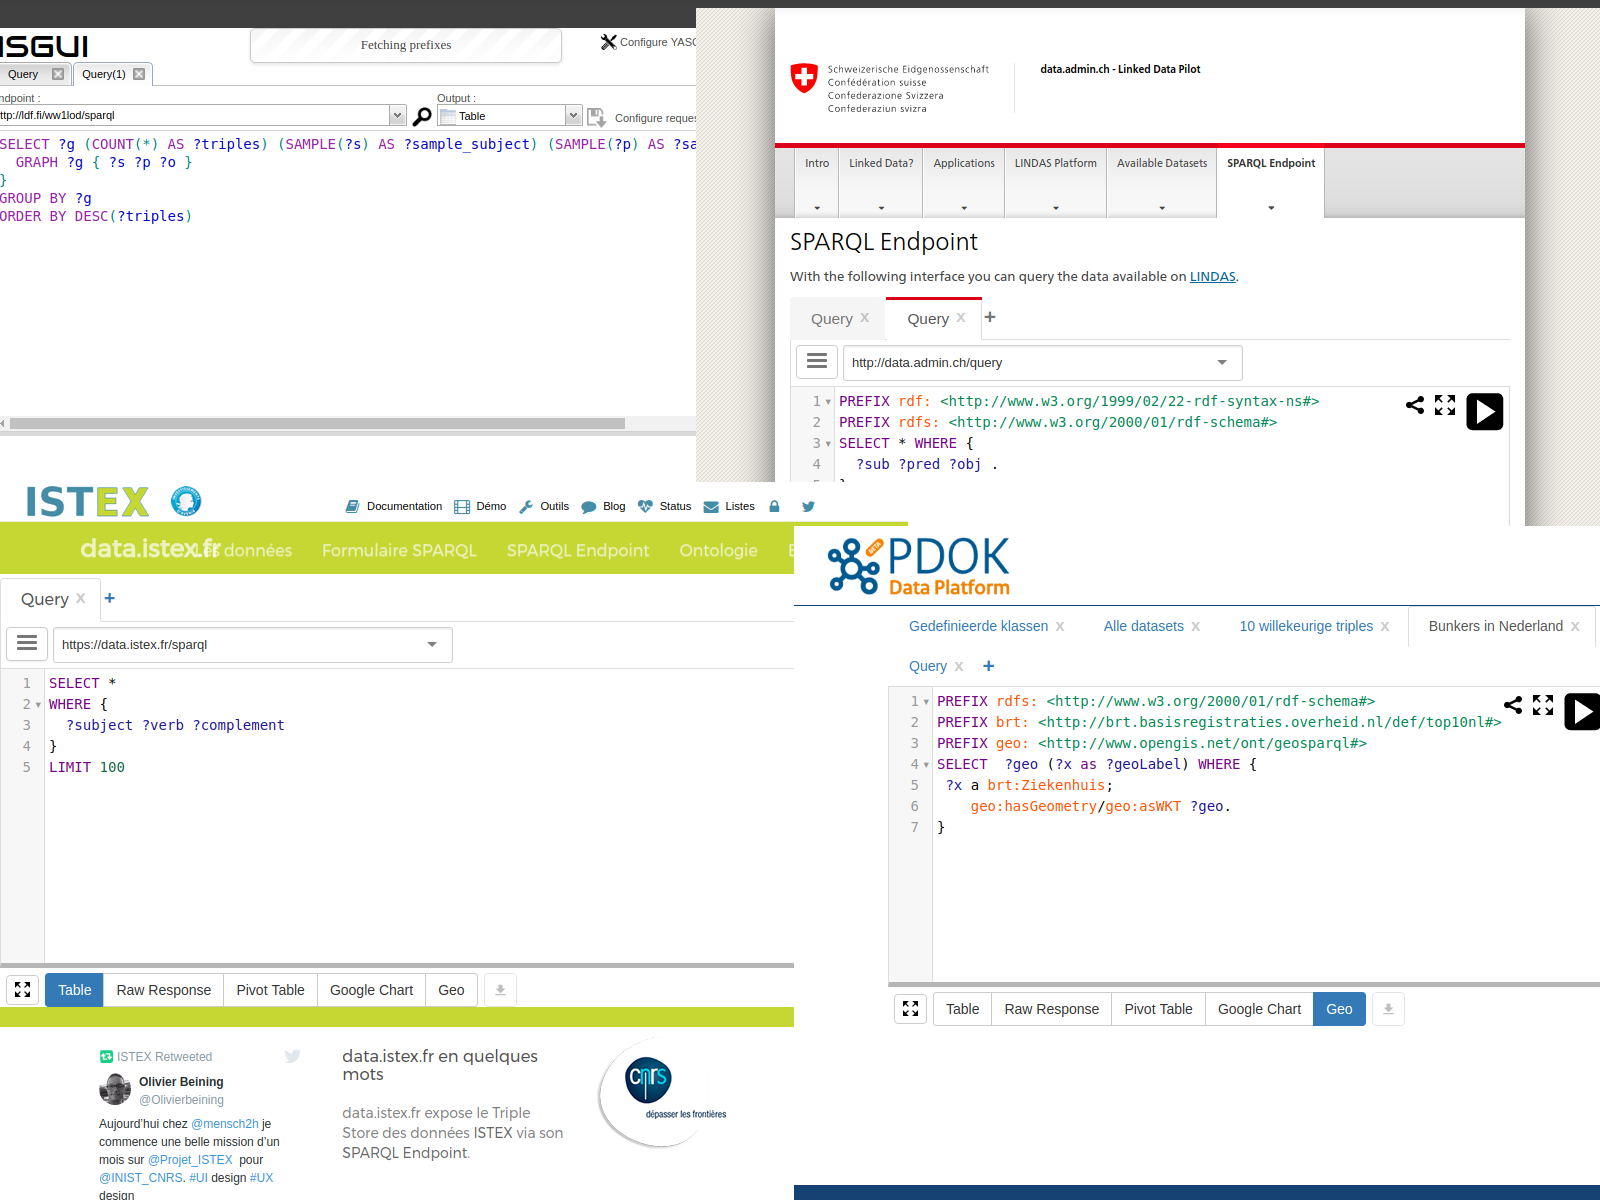 Fetching prefixes
Configure YASG
Query
Query(1)
ndpoint :
ttp://ldf.fi/ww1lod/sparql
Output :
Table
Configure reques
SELECT ?g (COUNT(*) AS ?triples) (SAMPLE(?s) AS ?sample_subject) (SAMPLE(?p) AS ?sa
GRAPH ?g { ?s ?p ?o }
}
GROUP BY ?g
ORDER BY DESC(?triples)
Schweizerische Eidgenossenschaft
Confédération suisse
Confederazione Svizzera
Confederaziun svizra
data.admin.ch - Linked Data Pilot
Intro
Linked Data?
Applications
LINDAS Platform
Available Datasets
SPARQL Endpoint
SPARQL Endpoint
With the following interface you can query the data available on LINDAS.
Query x
Query x +
http://data.admin.ch/query
1 PREFIX rdf: <http://www.w3.org/1999/02/22-rdf-syntax-ns#>
2 PREFIX rdfs: <http://www.w3.org/2000/01/rdf-schema#>
3 SELECT * WHERE {
4 ?sub ?pred ?obj .
ISTEX
Documentation
Démo
Outils
Blog
Status
Listes
data.istex.fr
données
Formulaire SPARQL
SPARQL Endpoint
Ontologie
Query x +
https://data.istex.fr/sparql
1 SELECT *
2 WHERE {
3 ?subject ?verb ?complement
4 }
5 LIMIT 100
Table
Raw Response
Pivot Table
Google Chart
Geo
ISTEX Retweeted
Olivier Beining
@Olivierbeining
Aujourd'hui chez @mensch2h je
commence une belle mission d'un
mois sur @Projet_ISTEX pour
@INIST_CNRS. #UI design #UX
design
data.istex.fr en quelques
mots
data.istex.fr expose le Triple
Store des données ISTEX via son
SPARQL Endpoint.
cnrs
dépasser les frontières
BETA
PDOK
Data Platform
Gedefinieerde klassen x
Alle datasets x
10 willekeurige triples x
Bunkers in Nederland x
Query x +
1 PREFIX rdfs: <http://www.w3.org/2000/01/rdf-schema#>
2 PREFIX brt: <http://brt.basisregistraties.overheid.nl/def/top10nl#>
3 PREFIX geo: <http://www.opengis.net/ont/geosparql#>
4 SELECT ?geo (?x as ?geoLabel) WHERE {
5 ?x a brt:Ziekenhuis;
6 geo:hasGeometry/geo:asWKT ?geo.
7 }
Table
Raw Response
Pivot Table
Google Chart
Geo